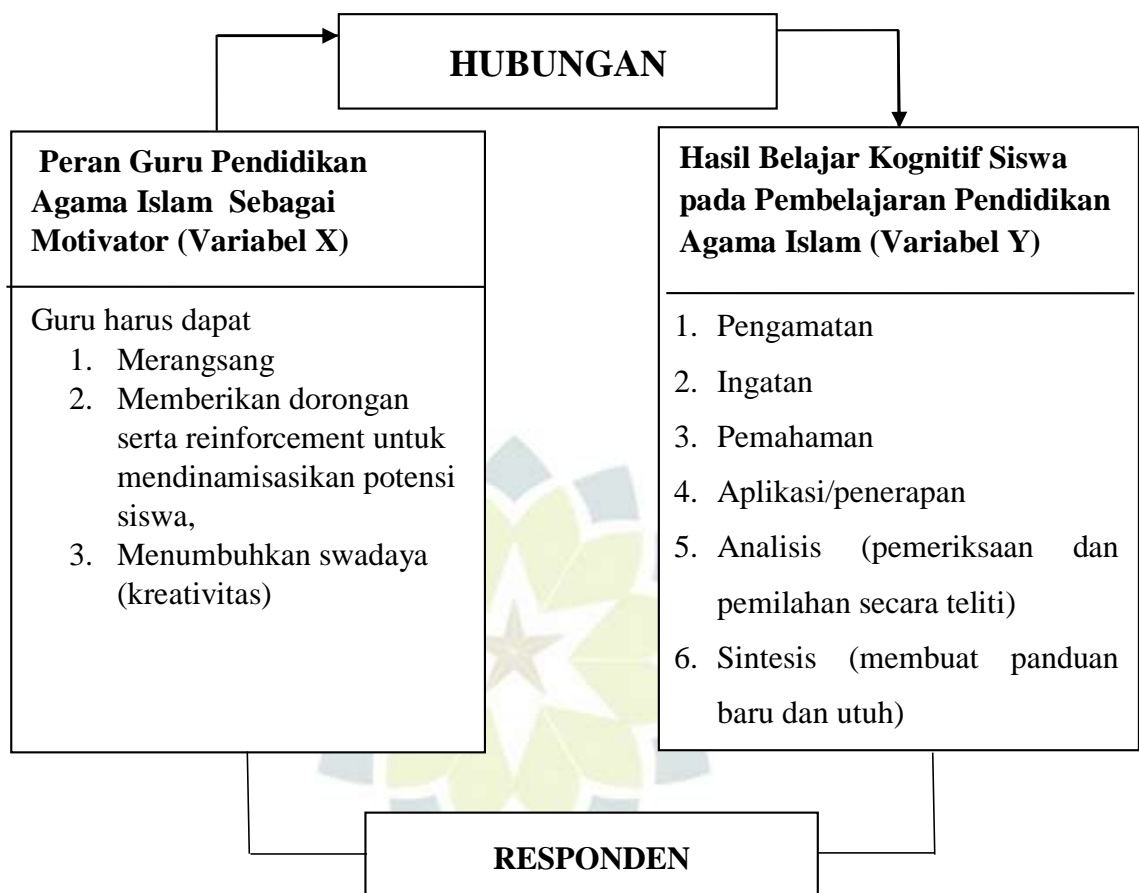 HUBUNGAN
Peran Guru Pendidikan
Agama Islam Sebagai
Motivator (Variabel X)
Guru harus dapat
1. Merangsang
2. Memberikan dorongan
serta reinforcement untuk
mendinamisasikan potensi
siswa,
3. Menumbuhkan swadaya
(kreativitas)
Hasil Belajar Kognitif Siswa
pada Pembelajaran Pendidikan
Agama Islam (Variabel Y)
1. Pengamatan
2. Ingatan
3. Pemahaman
4. Aplikasi/penerapan
5. Analisis (pemeriksaan dan
pemilahan secara teliti)
6. Sintesis (membuat panduan
baru dan utuh)
RESPONDEN